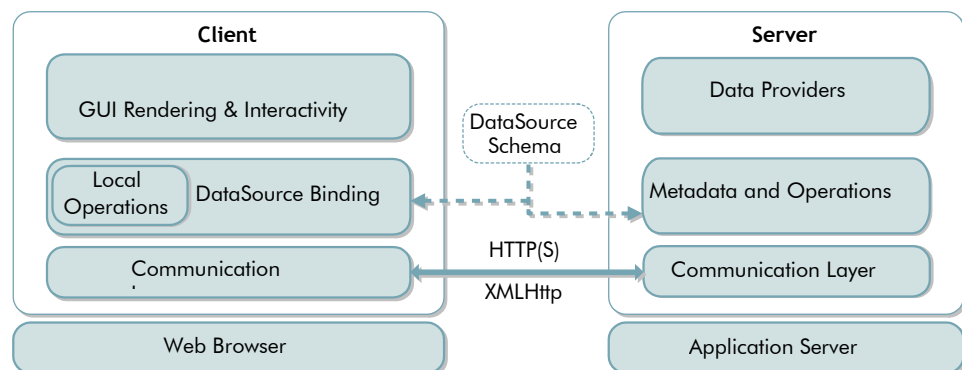 Client
Server
GUI Rendering & Interactivity
Data Providers
DataSource
Schema
Local
Operations
DataSource Binding
Metadata and Operations
HTTP(S)
Communication
Communication Layer
XMLHttp
Web Browser
Application Server